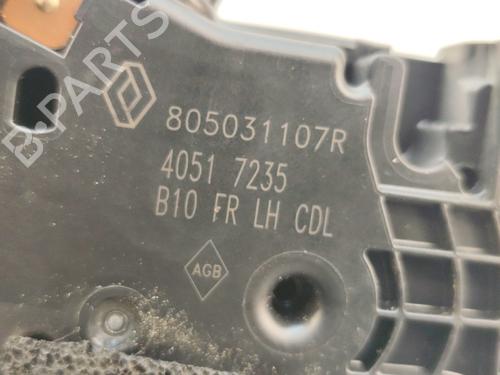 805031107R
4051 7235
B10 FR LH CDL
AGB
B-PARTS